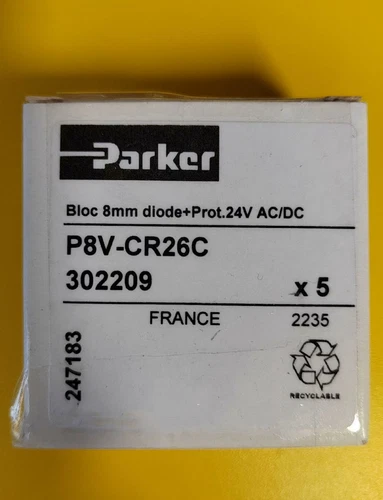 Parker
Bloc 8mm diode+Prot.24V AC/DC
P8V-CR26C
302209 x 5
FRANCE 2235
247183
RECYCLABLE